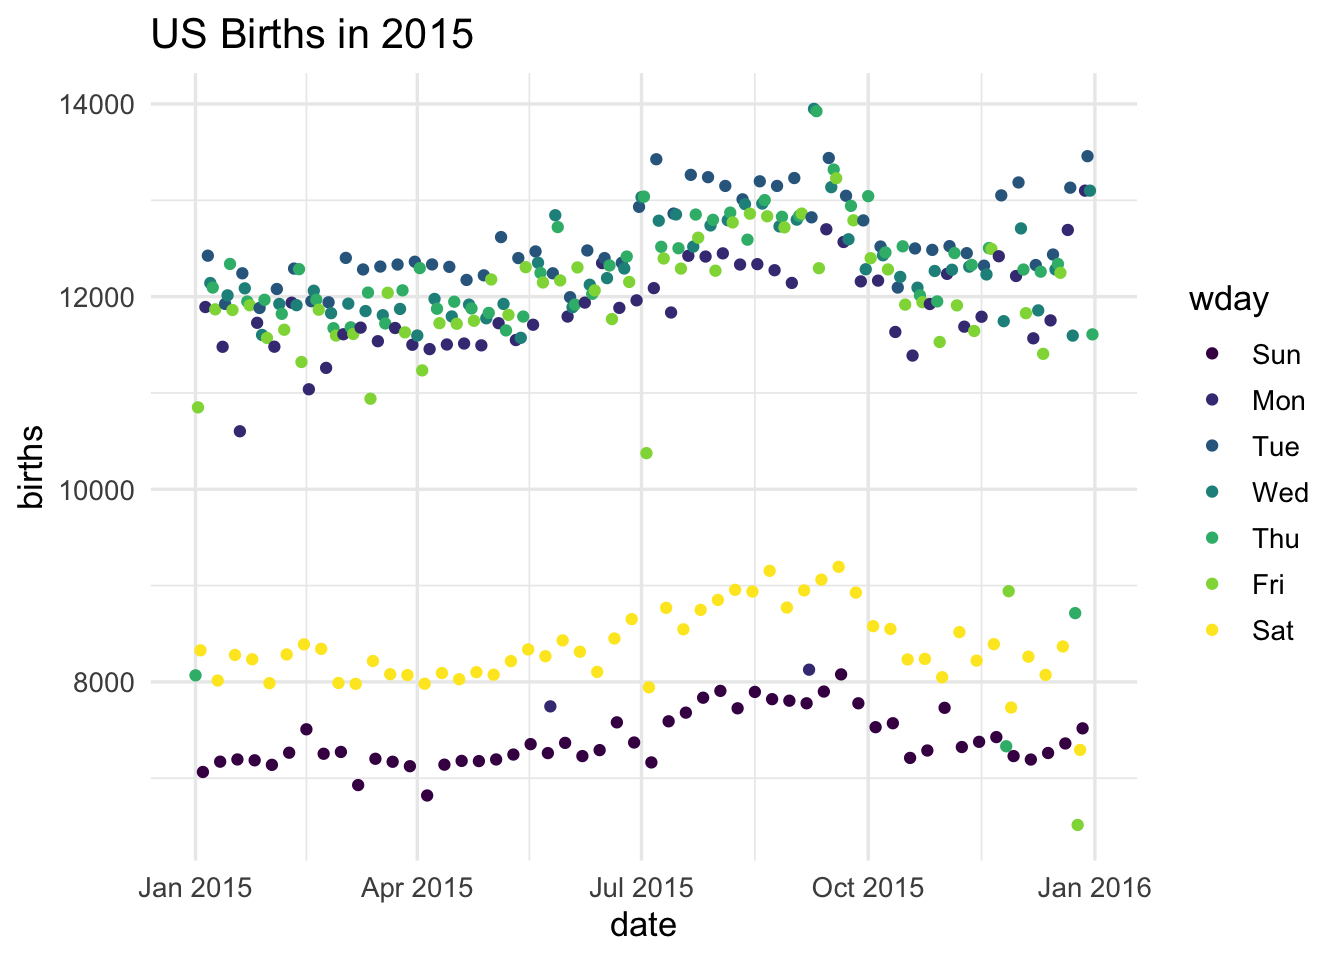 US Births in 2015
14000
12000
10000
8000
births
Jan 2015
Apr 2015
Jul 2015
Oct 2015
Jan 2016
date
wday
Sun
Mon
Tue
Wed
Thu
Fri
Sat